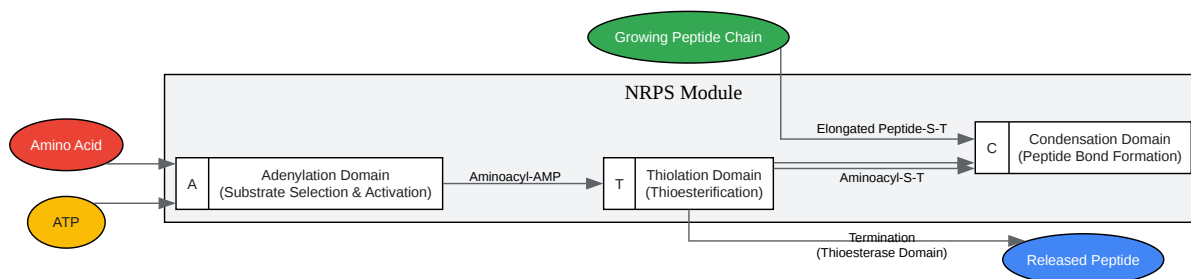 Growing Peptide Chain
NRPS Module
Amino Acid
ATP
A
Adenylation Domain
(Substrate Selection & Activation)
Aminoacyl-AMP
T
Thiolation Domain
(Thioesterification)
Elongated Peptide-S-T
Aminoacyl-S-T
C
Condensation Domain
(Peptide Bond Formation)
Termination
(Thioesterase Domain)
Released Peptide